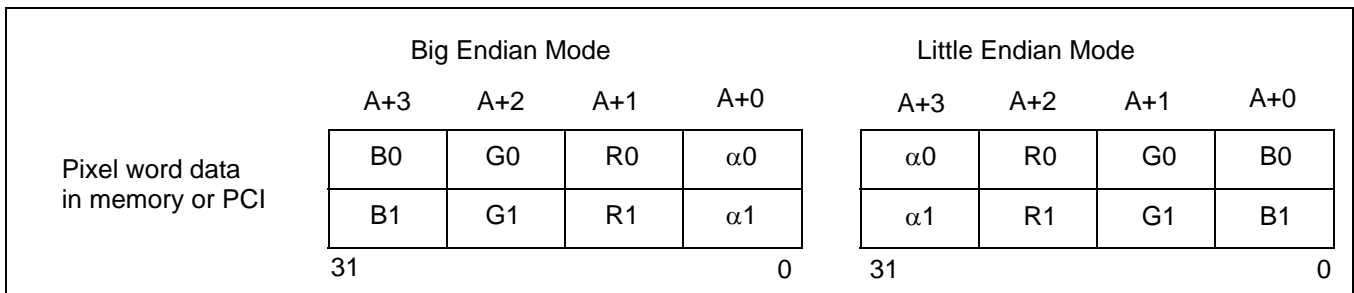 Big Endian Mode Little Endian Mode
A+3 A+2 A+1 A+0 A+3 A+2 A+1 A+0
Pixel word data
in memory or PCI
B0 G0 R0 α0 α0 R0 G0 B0
B1 G1 R1 α1 α1 R1 G1 B1
31 0 31 0